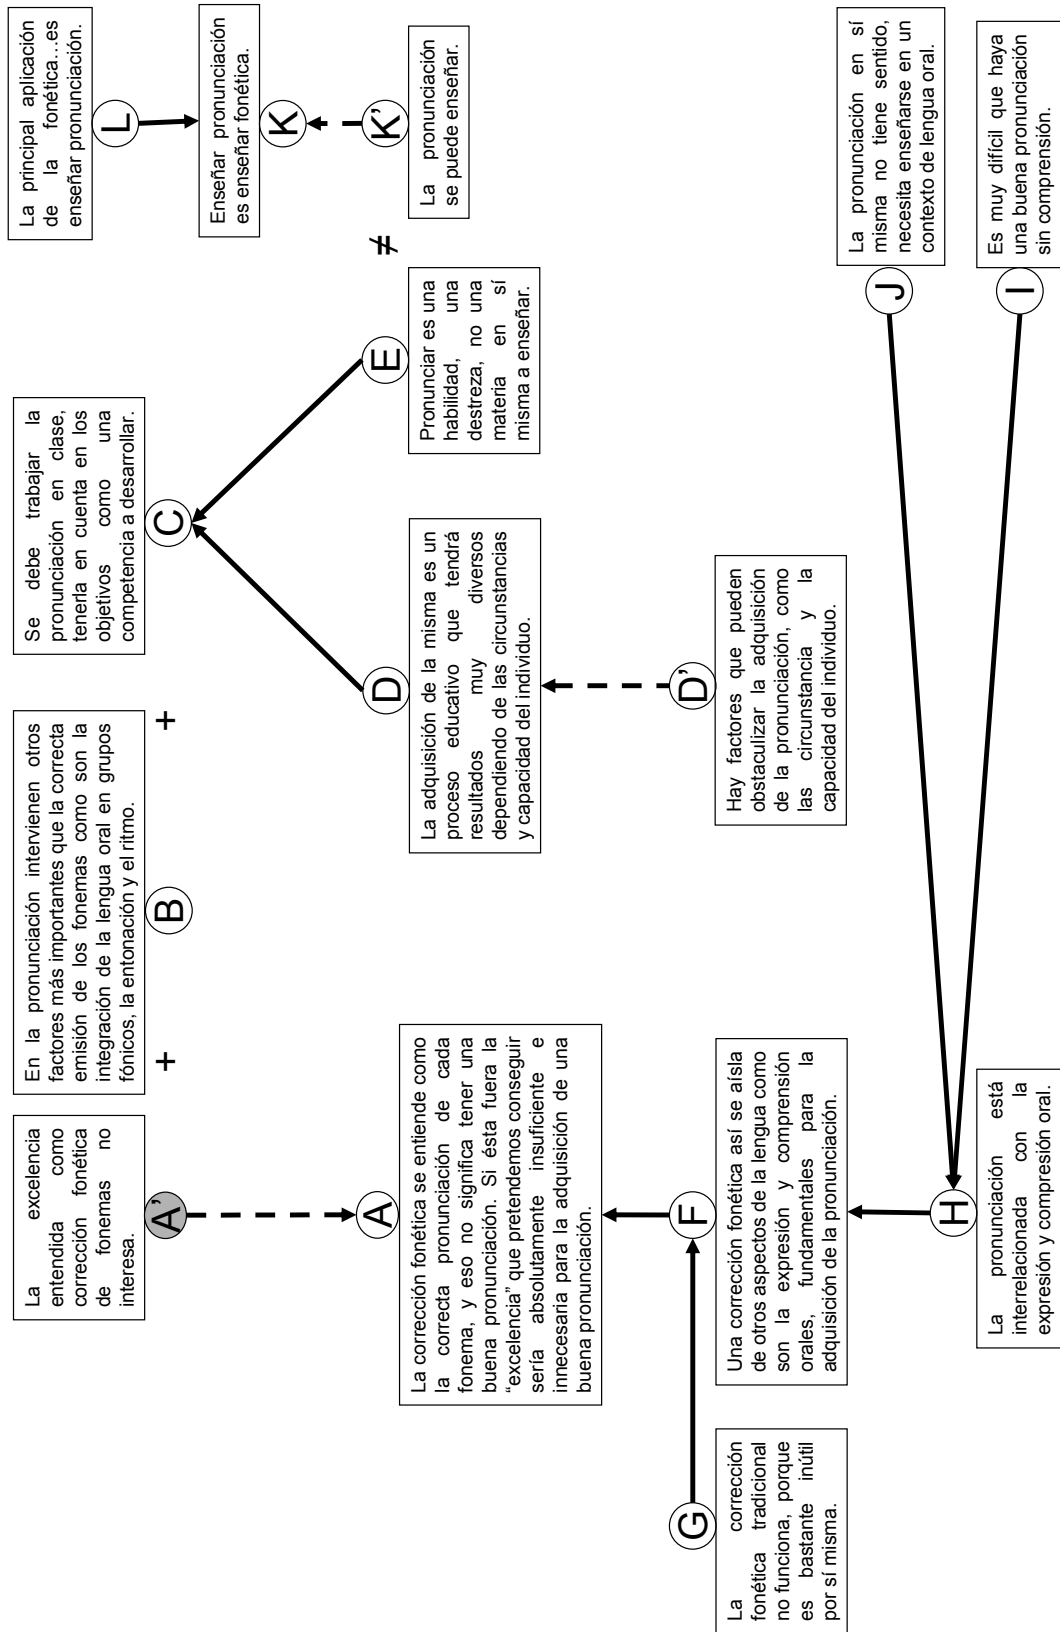 La excelencia
entendida como
corrección fonética
de fonemas no
interesa.
A'
+
En la pronunciación intervienen otros
factores más importantes que la correcta
emisión de los fonemas como son la
integración de la lengua oral en grupos
fónicos, la entonación y el ritmo.
B
+
Se debe trabajar la
pronunciación en clase,
tenerla en cuenta en los
objetivos como una
competencia a desarrollar.
C
La principal aplicación
de la fonética...es
enseñar pronunciación.
L
Enseñar pronunciación
es enseñar fonética.
K
K'
La pronunciación
se puede enseñar.
≠
A
La corrección fonética se entiende como
la correcta pronunciación de cada
fonema, y eso no significa tener una
buena pronunciación. Si ésta fuera la
“excelencia” que pretendemos conseguir
sería absolutamente insuficiente e
innecesaria para la adquisición de una
buena pronunciación.
D
La adquisición de la misma es un
proceso educativo que tendrá
resultados muy diversos
dependiendo de las circunstancias
y capacidad del individuo.
E
Pronunciar es una
habilidad, una
destreza, no una
materia en sí
misma a enseñar.
G
La corrección
fonética tradicional
no funciona, porque
es bastante inútil
por sí misma.
F
Una corrección fonética así se aísla
de otros aspectos de la lengua como
son la expresión y comprensión
orales, fundamentales para la
adquisición de la pronunciación.
D'
Hay factores que pueden
obstaculizar la adquisición
de la pronunciación, como
las circunstancia y la
capacidad del individuo.
J
La pronunciación en sí
misma no tiene sentido,
necesita enseñarse en un
contexto de lengua oral.
H
La pronunciación está
interrelacionada con la
expresión y compresión oral.
I
Es muy difícil que haya
una buena pronunciación
sin comprensión.